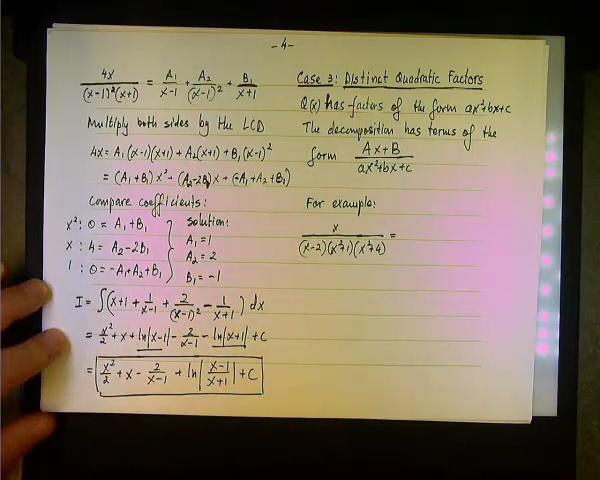 -4-
4x/((x-1)²(x+1)) = A₁/(x-1) + A₂/(x-1)² + B₁/(x+1)
Multiply both sides by the LCD
4x = A₁(x-1)(x+1) + A₂(x+1) + B₁(x-1)²
= (A₁+B₁)x² + (A₂-2B₁)x + (-A₁+A₂+B₁)
Compare coefficients:
x²: 0 = A₁+B₁
x: 4 = A₂-2B₁
1: 0 = -A₁+A₂+B₁
solution:
A₁=1
A₂=2
B₁=-1
I = ∫(x+1 + 1/(x-1) + 2/(x-1)² - 1/(x+1)) dx
= x²/2 + x + ln|x-1| - 2/(x-1) - ln|x+1| + C
= x²/2 + x - 2/(x-1) + ln|(x-1)/(x+1)| + C
Case 3: Distinct Quadratic Factors
Q(x) has factors of the form ax²+bx+c
The decomposition has terms of the
form (Ax+B)/(ax²+bx+c)
For example:
x/((x-2)(x²+1)(x²+4)) =